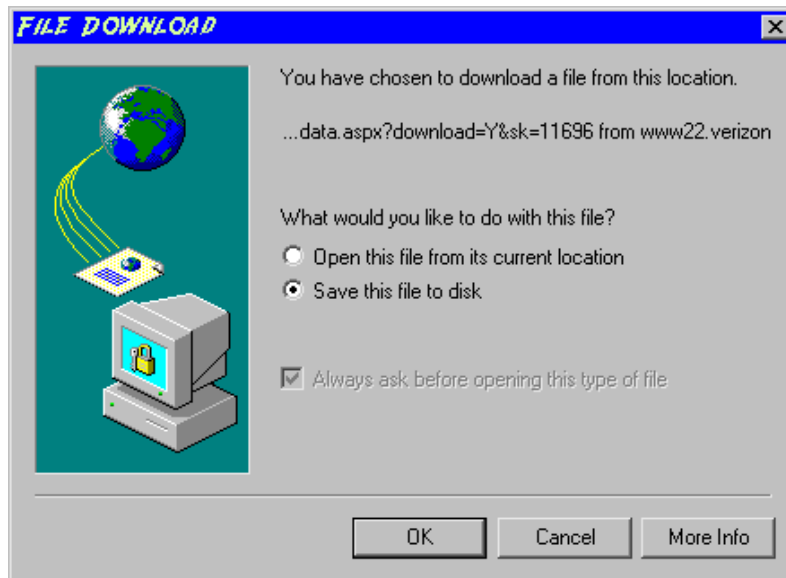 FILE DOWNLOAD
You have chosen to download a file from this location.
...data.aspx?download=Y&sk=11696 from www22.verizon
What would you like to do with this file?
Open this file from its current location
Save this file to disk
Always ask before opening this type of file
OK Cancel More Info